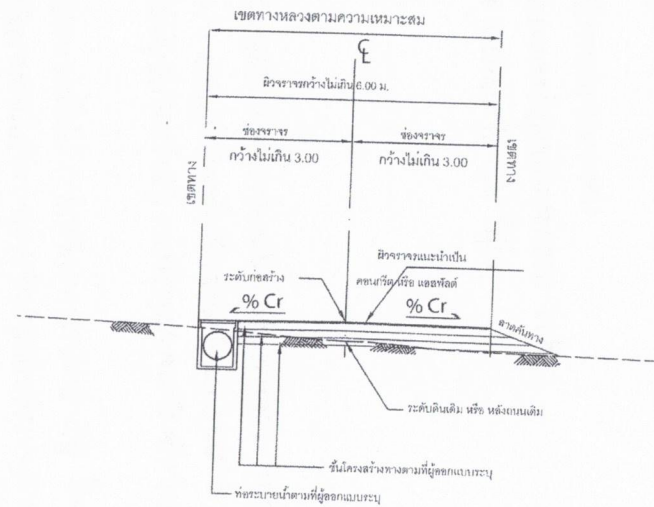 เขตทางหลวงตามความเหมาะสม
℄
ผิวจราจรกว้างไม่เกิน 6.00 ม.
ช่องจราจร
ช่องจราจร
กว้างไม่เกิน 3.00
กว้างไม่เกิน 3.00
เขตทาง
เขตทาง
ผิวจราจรแนะนำเป็น
ระดับก่อสร้าง
คอนกรีต หรือ แอสฟัลต์
% Cr
% Cr
ลาดคันทาง
ระดับดินเดิม หรือ หลังถนนเดิม
ชั้นโครงสร้างทางตามที่ผู้ออกแบบระบุ
ท่อระบายน้ำตามที่ผู้ออกแบบระบุ